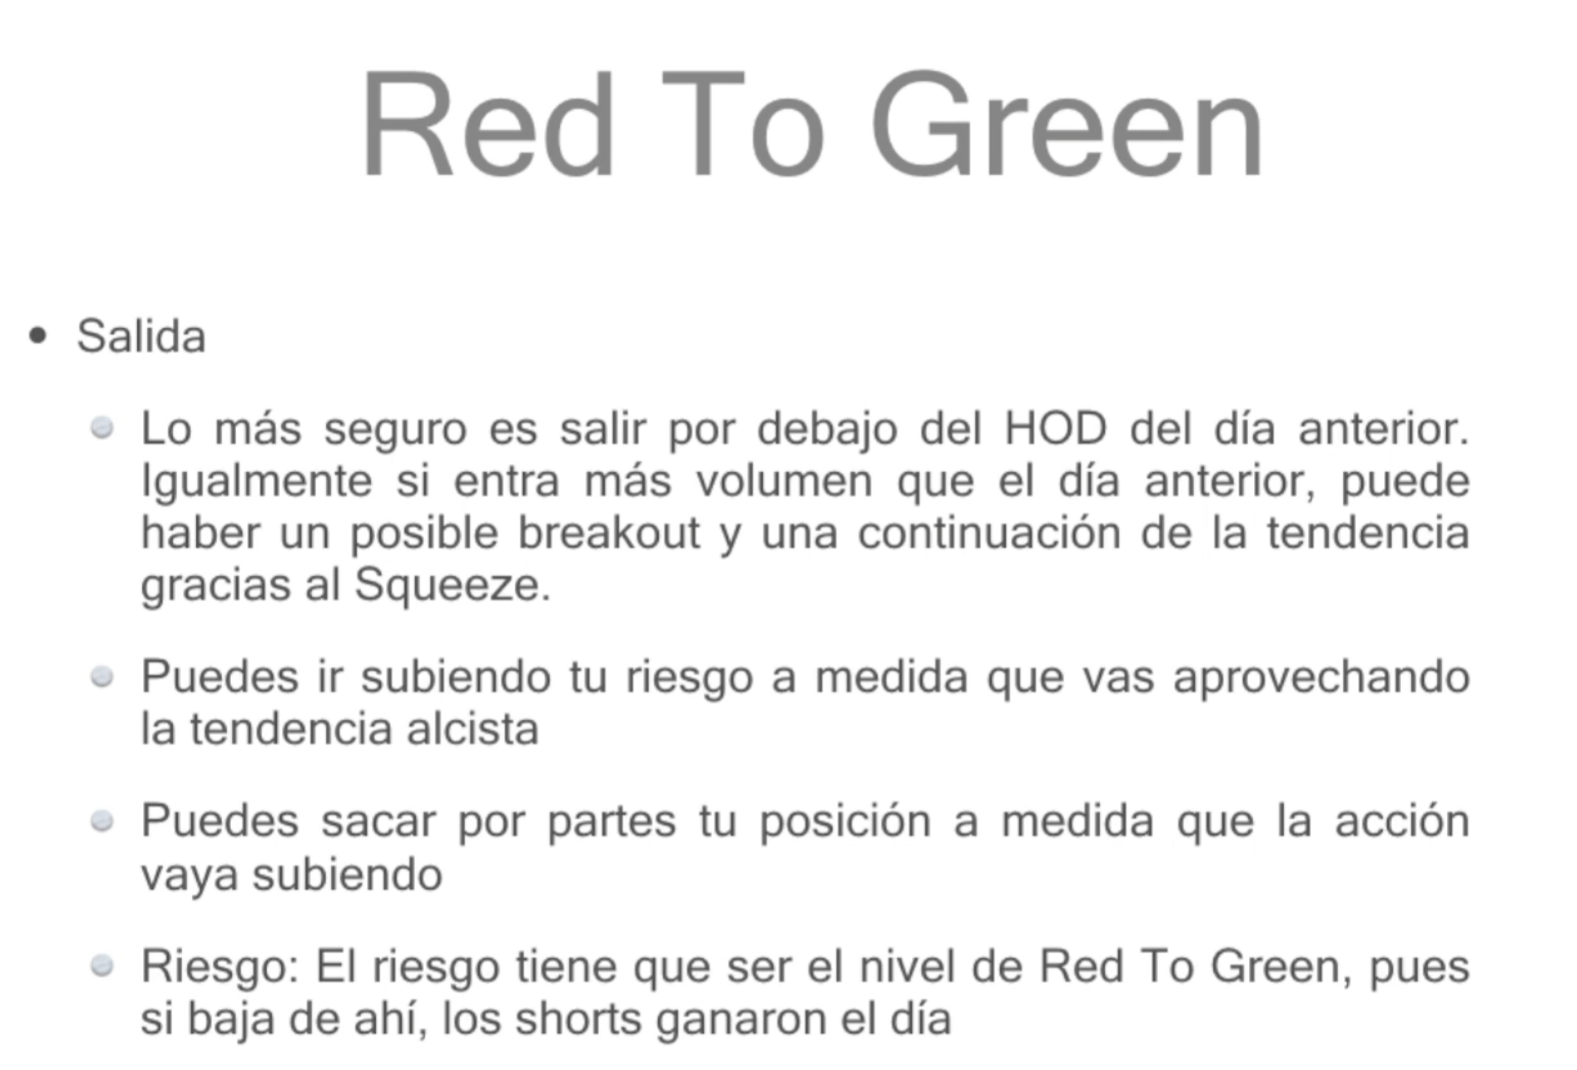 Red To Green
• Salida
Lo más seguro es salir por debajo del HOD del día anterior.
Igualmente si entra más volumen que el día anterior, puede
haber un posible breakout y una continuación de la tendencia
gracias al Squeeze.
Puedes ir subiendo tu riesgo a medida que vas aprovechando
la tendencia alcista
Puedes sacar por partes tu posición a medida que la acción
vaya subiendo
Riesgo: El riesgo tiene que ser el nivel de Red To Green, pues
si baja de ahí, los shorts ganaron el día